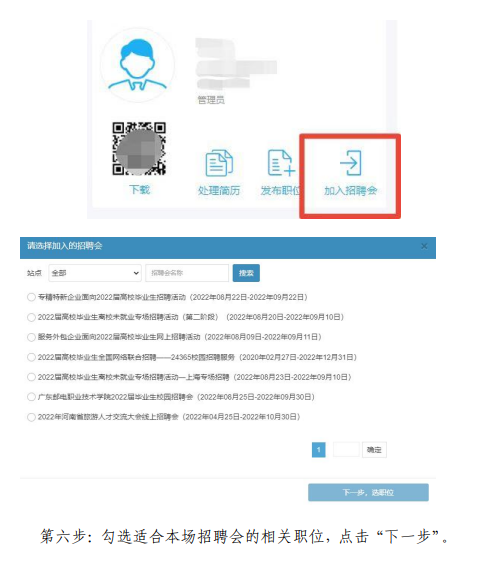 管理员
下载
处理简历
发布职位
加入招聘会
请选择加入的招聘会
×
站点 全部 招聘会名称 搜索
专精特新企业面向2022届高校毕业生招聘活动（2022年08月22日-2022年09月22日）
2022届高校毕业生离校未就业专场招聘活动（第二阶段）（2022年08月20日-2022年09月10日）
服务外包企业面向2022届高校毕业生网上招聘活动（2022年08月09日-2022年09月11日）
2022届高校毕业生全国网络联合招聘——24365校园招聘服务（2020年02月27日-2022年12月31日）
2022届高校毕业生离校未就业专场招聘活动—上海专场招聘（2022年08月23日-2022年09月10日）
广东邮电职业技术学院2022届毕业生校园招聘会（2022年08月25日-2022年09月30日）
2022年河南省旅游人才交流大会线上招聘会（2022年04月25日-2022年10月30日）
1 确定
下一步，选职位
第六步：勾选适合本场招聘会的相关职位，点击“下一步”。